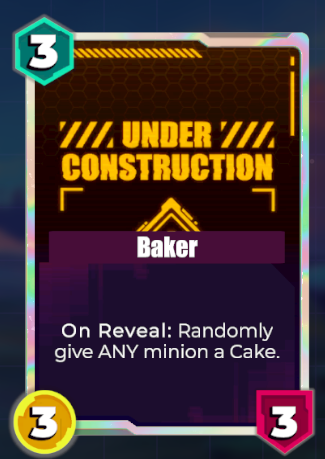 3
/// UNDER ///
CONSTRUCTION
Baker
On Reveal: Randomly
give ANY minion a Cake.
3
3